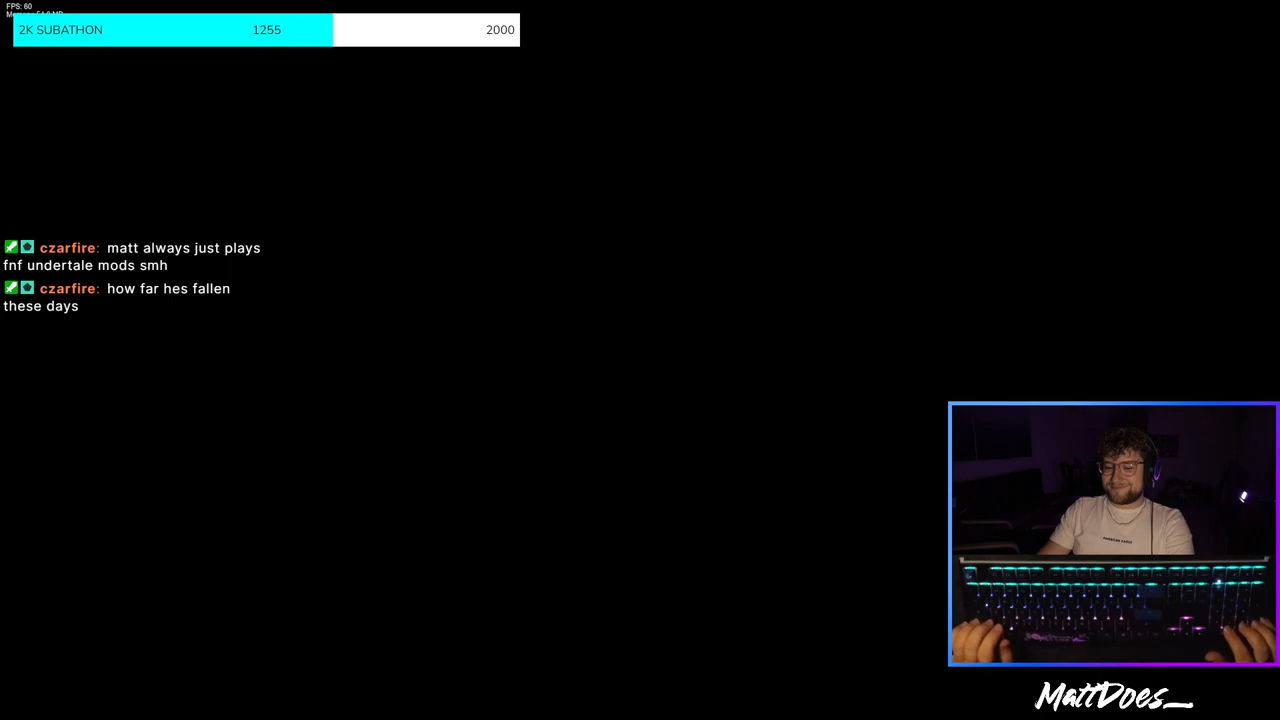 FPS: 60
2K SUBATHON 1255 2000
czarfire: matt always just plays
fnf undertale mods smh
czarfire: how far hes fallen
these days
MattDoes_